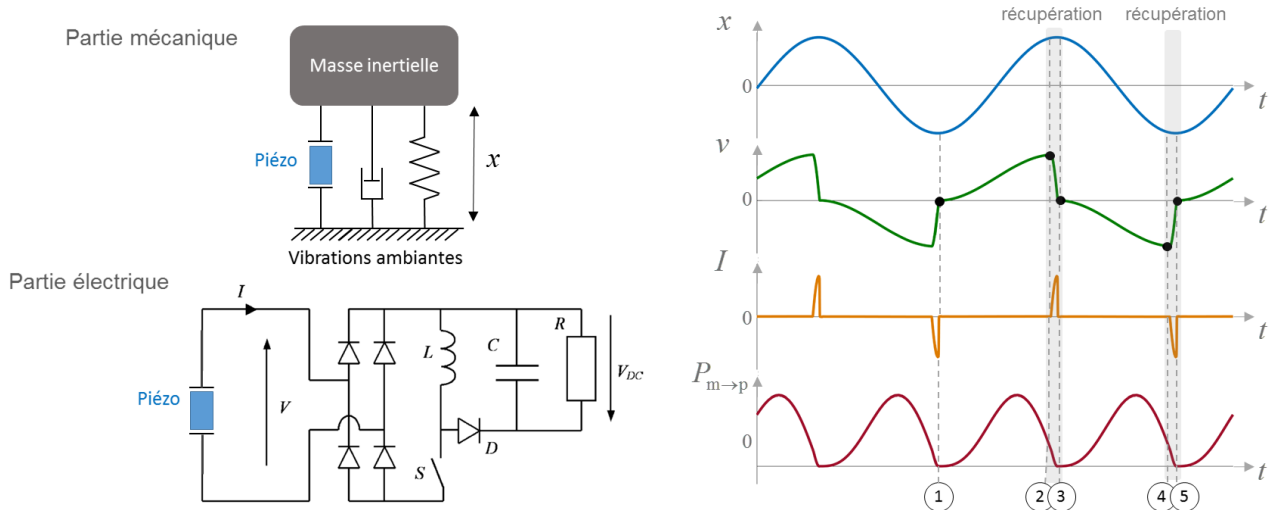 Partie mécanique
Masse inertielle
Piézo
x
Vibrations ambiantes
Partie électrique
I
Piézo
V
L
C
R
V_DC
D
S
récupération récupération
x
0
t
v
0
t
I
0
t
P_m→p
0
t
1 2 3 4 5